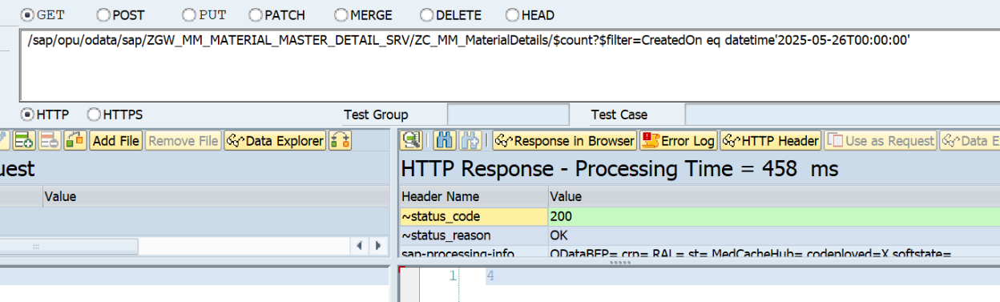 GET POST PUT PATCH MERGE DELETE HEAD
/sap/opu/odata/sap/ZGW_MM_MATERIAL_MASTER_DETAIL_SRV/ZC_MM_MaterialDetails/$count?$filter=CreatedOn eq datetime'2025-05-26T00:00:00'
HTTP HTTPS Test Group Test Case
Add File Remove File Data Explorer Response in Browser Error Log HTTP Header Use as Request Data E
uest HTTP Response - Processing Time = 458 ms
Value Header Name Value
~status_code 200
~status_reason OK
sap-processing-info ODataBEP= crp= RAL= st= MedCacheHub= codeployed=X softstate=
1 4